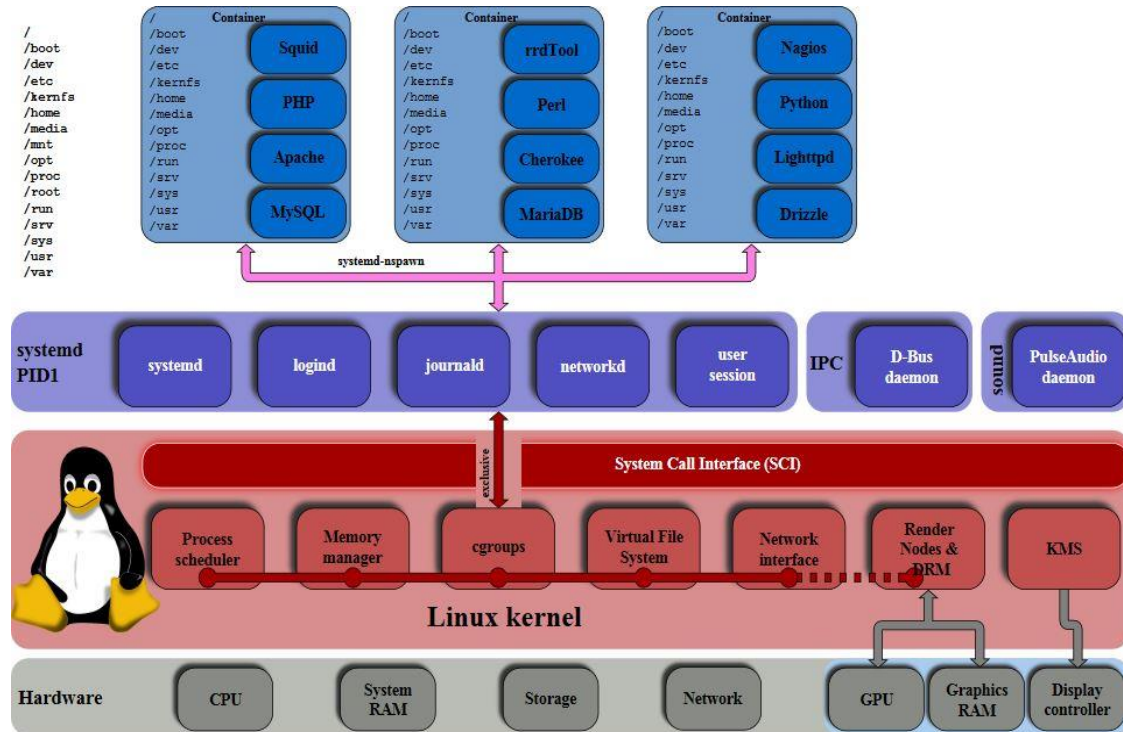 /
/boot
/dev
/etc
/kernfs
/home
/media
/mnt
/opt
/proc
/root
/run
/srv
/sys
/usr
/var
Container
/
/boot
/dev
/etc
/kernfs
/home
/media
/opt
/proc
/run
/srv
/sys
/usr
/var
Squid
PHP
Apache
MySQL
Container
/
/boot
/dev
/etc
/kernfs
/home
/media
/opt
/proc
/run
/srv
/sys
/usr
/var
rrdTool
Perl
Cherokee
MariaDB
Container
/
/boot
/dev
/etc
/kernfs
/home
/media
/opt
/proc
/run
/srv
/sys
/usr
/var
Nagios
Python
Lighttpd
Drizzle
systemd-nspawn
systemd
PID1
systemd
logind
journald
networkd
user
session
IPC
D-Bus
daemon
sound
PulseAudio
daemon
exclusive
System Call Interface (SCI)
Process
scheduler
Memory
manager
cgroups
Virtual File
System
Network
interface
Render
Nodes &
DRM
KMS
Linux kernel
Hardware
CPU
System
RAM
Storage
Network
GPU
Graphics
RAM
Display
controller